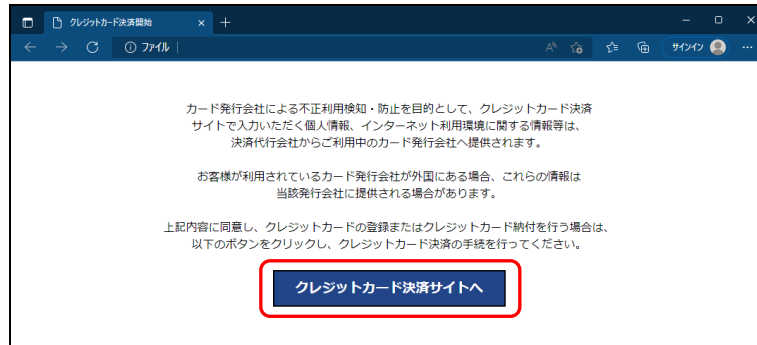 クレジットカード決済開始
ファイル
サインイン
カード発行会社による不正利用検知・防止を目的として、クレジットカード決済
サイトで入力いただく個人情報、インターネット利用環境に関する情報等は、
決済代行会社からご利用中のカード発行会社へ提供されます。
お客様が利用されているカード発行会社が外国にある場合、これらの情報は
当該発行会社に提供される場合があります。
上記内容に同意し、クレジットカードの登録またはクレジットカード納付を行う場合は、
以下のボタンをクリックし、クレジットカード決済の手続を行ってください。
クレジットカード決済サイトへ